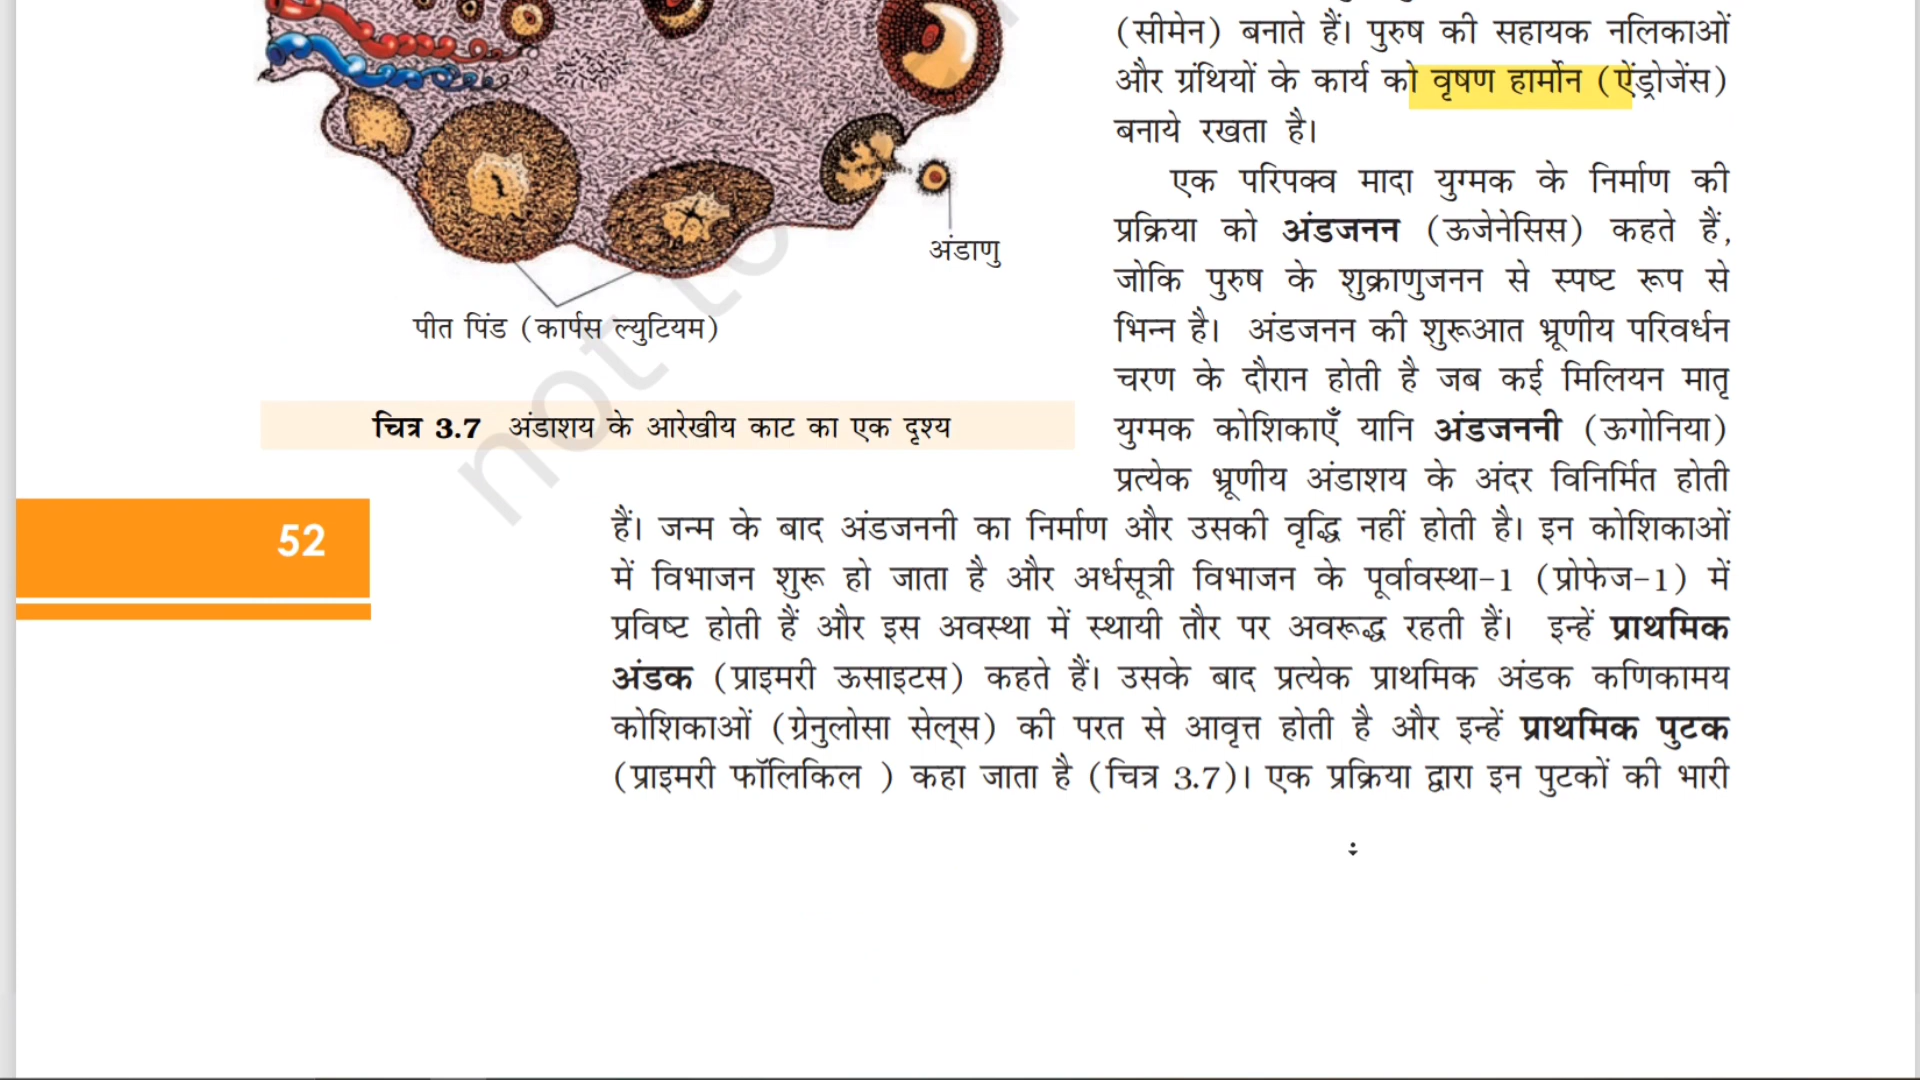 (सीमेन) बनाते हैं। पुरुष की सहायक नलिकाओं
और ग्रंथियों के कार्य को वृषण हार्मोन (ऐंड्रोजेंस)
बनाये रखता है।
एक परिपक्व मादा युग्मक के निर्माण की
प्रक्रिया को अंडजनन (ऊजेनेसिस) कहते हैं,
जोकि पुरुष के शुक्राणुजनन से स्पष्ट रूप से
भिन्न है। अंडजनन की शुरूआत भ्रूणीय परिवर्धन
चरण के दौरान होती है जब कई मिलियन मातृ
युग्मक कोशिकाएँ यानि अंडजननी (ऊगोनिया)
प्रत्येक भ्रूणीय अंडाशय के अंदर विनिर्मित होती
हैं। जन्म के बाद अंडजननी का निर्माण और उसकी वृद्धि नहीं होती है। इन कोशिकाओं
में विभाजन शुरू हो जाता है और अर्धसूत्री विभाजन के पूर्वावस्था-1 (प्रोफेज-1) में
प्रविष्ट होती हैं और इस अवस्था में स्थायी तौर पर अवरूद्ध रहती हैं। इन्हें प्राथमिक
अंडक (प्राइमरी ऊसाइटस) कहते हैं। उसके बाद प्रत्येक प्राथमिक अंडक कणिकामय
कोशिकाओं (ग्रेनुलोसा सेल्स) की परत से आवृत्त होती है और इन्हें प्राथमिक पुटक
(प्राइमरी फॉलिकिल ) कहा जाता है (चित्र 3.7)। एक प्रक्रिया द्वारा इन पुटकों की भारी
अंडाणु
पीत पिंड (कार्पस ल्युटियम)
चित्र 3.7 अंडाशय के आरेखीय काट का एक दृश्य
52
not to